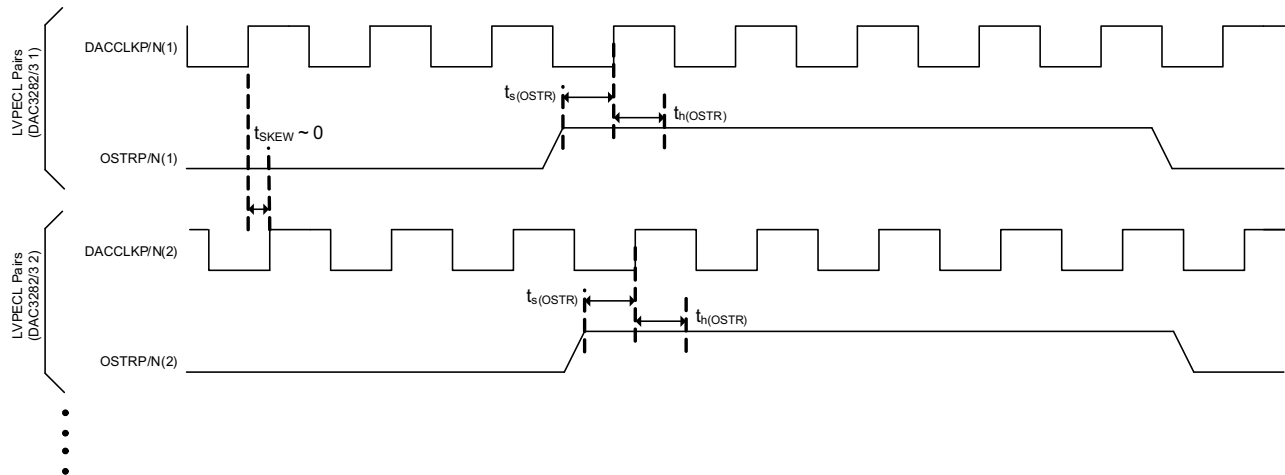 LVPECL Pairs
(DAC3282/3 1)
DACCLKP/N(1)
ts(OSTR)
th(OSTR)
tSKEW ~ 0
OSTRP/N(1)
LVPECL Pairs
(DAC3282/3 2)
DACCLKP/N(2)
ts(OSTR)
th(OSTR)
OSTRP/N(2)